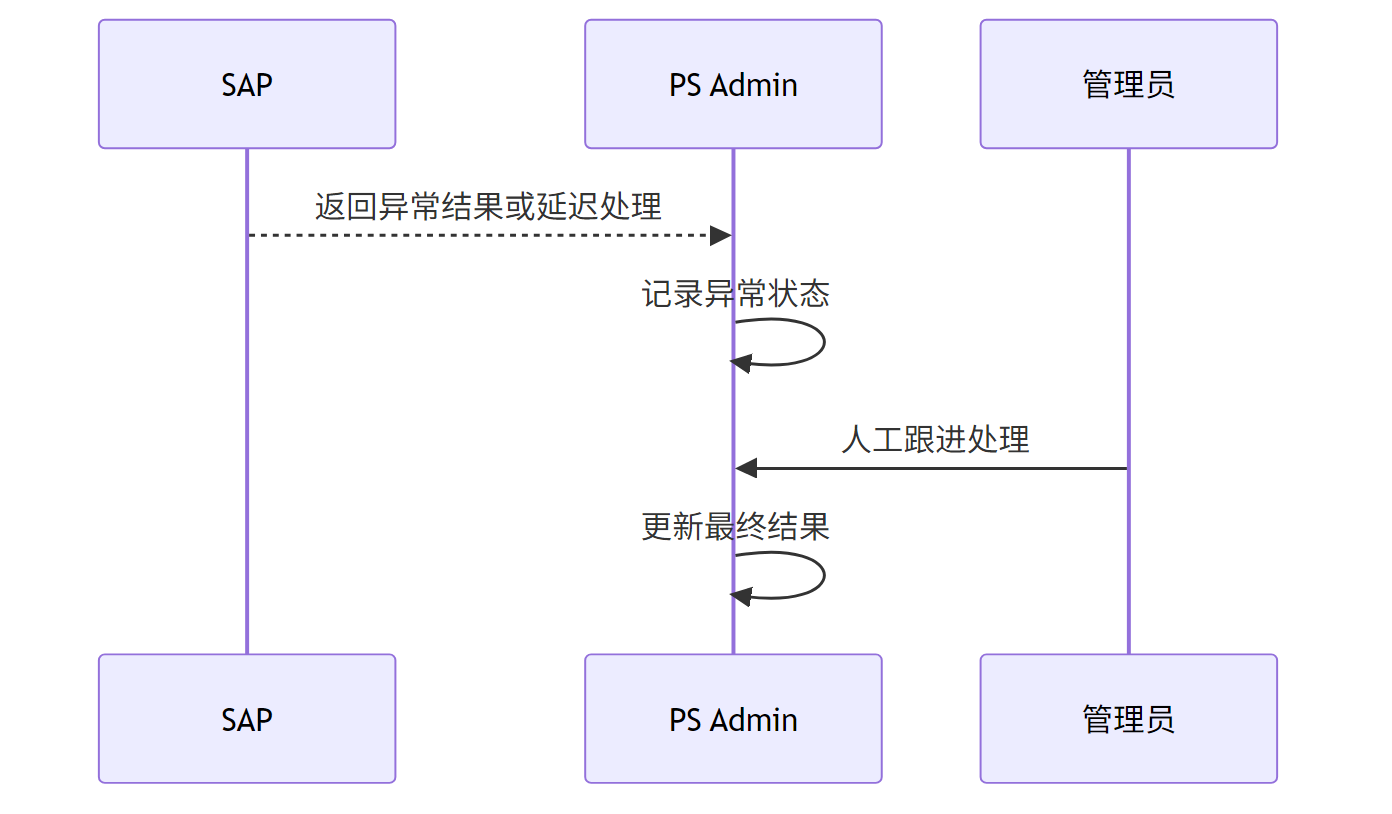 SAP
PS Admin
管理员
返回异常结果或延迟处理
记录异常状态
人工跟进处理
更新最终结果
SAP
PS Admin
管理员